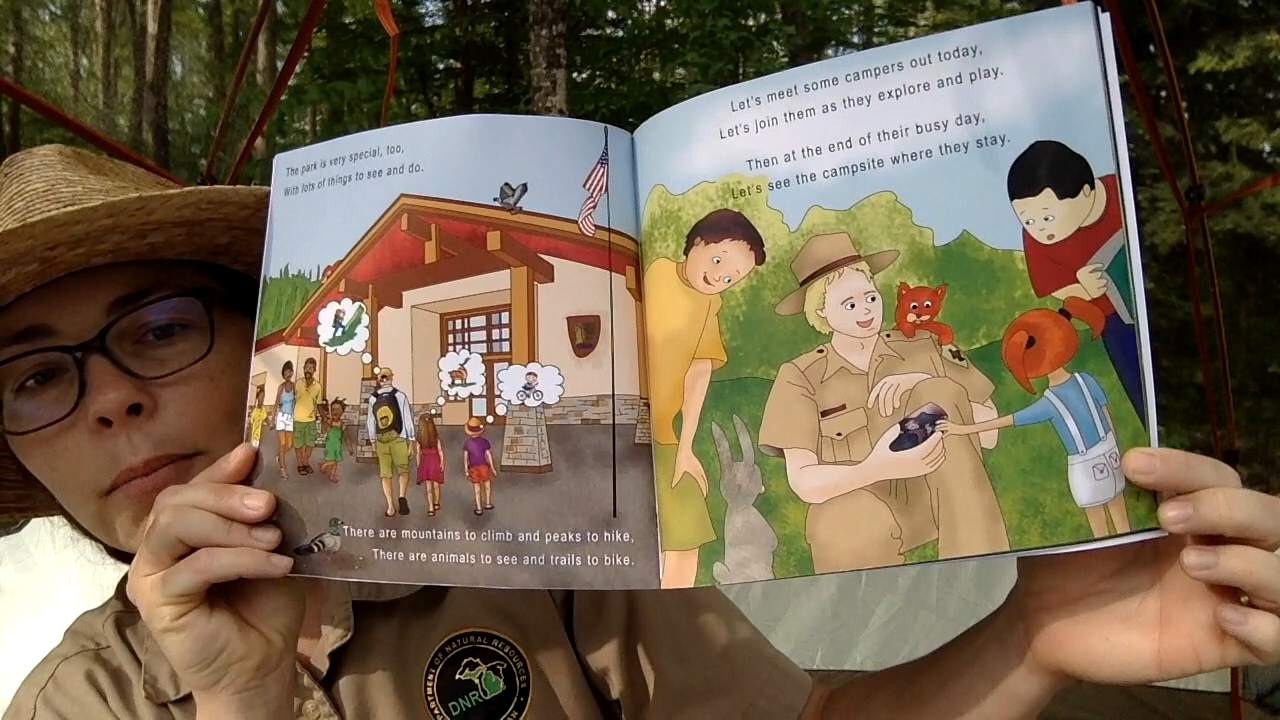 The park is very special, too,
With lots of things to see and do.
There are mountains to climb and peaks to hike,
There are animals to see and trails to bike.
Let's meet some campers out today,
Let's join them as they explore and play.
Then at the end of their busy day,
Let's see the campsite where they stay.
OF NATURAL RESOURCES
DNR